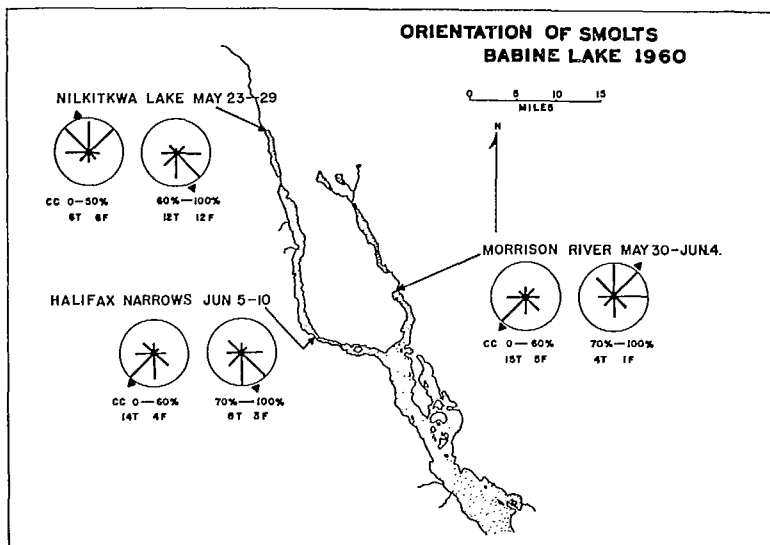 ORIENTATION OF SMOLTS
BABINE LAKE 1960
0 5 10 15
MILES
N
NILKITKWA LAKE MAY 23—29
CC 0—50%
6T 6F
60%—100%
12T 12F
MORRISON RIVER MAY 30-JUN.4.
CC 0—60%
15T 5F
70%—100%
4T 1F
HALIFAX NARROWS JUN 5-10
CC 0—60%
14T 4F
70%—100%
6T 3F